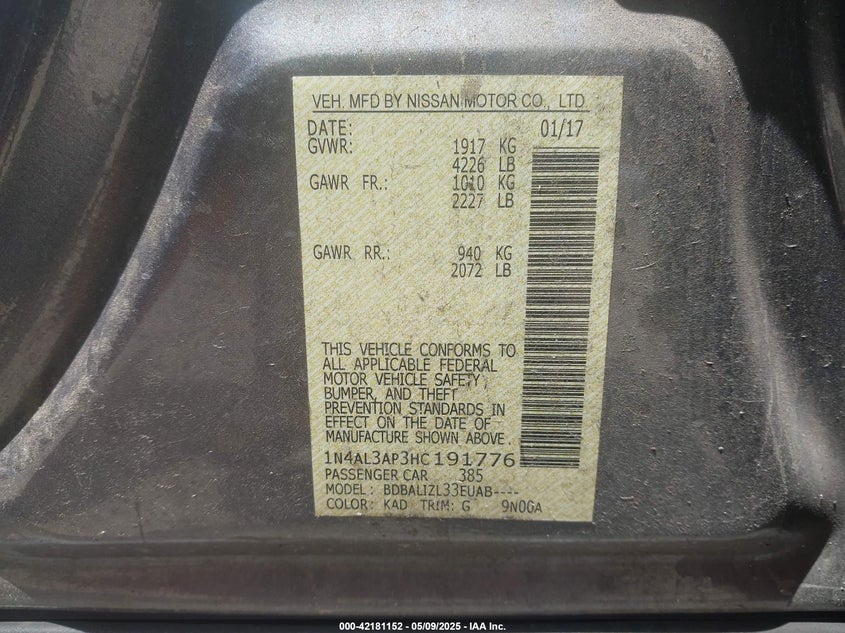 VEH. MFD BY NISSAN MOTOR CO., LTD
DATE: 01/17
GVWR: 1917 KG
4226 LB
GAWR FR.: 1010 KG
2227 LB
GAWR RR.: 940 KG
2072 LB
THIS VEHICLE CONFORMS TO
ALL APPLICABLE FEDERAL
MOTOR VEHICLE SAFETY,
BUMPER, AND THEFT
PREVENTION STANDARDS IN
EFFECT ON THE DATE OF
MANUFACTURE SHOWN ABOVE.
1N4AL3AP3HC191776
PASSENGER CAR 385
MODEL: BDBALIZL33EUAB----
COLOR: KAD TRIM: G 9N0GA
000-42181152 | 05/09/2025 - IAA Inc.